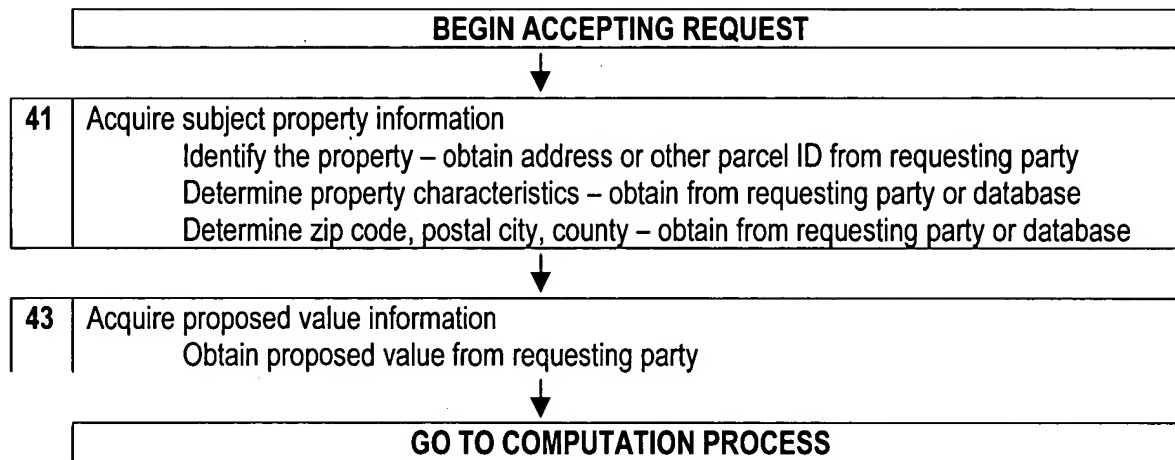 BEGIN ACCEPTING REQUEST
41 Acquire subject property information
Identify the property – obtain address or other parcel ID from requesting party
Determine property characteristics – obtain from requesting party or database
Determine zip code, postal city, county – obtain from requesting party or database
43 Acquire proposed value information
Obtain proposed value from requesting party
GO TO COMPUTATION PROCESS